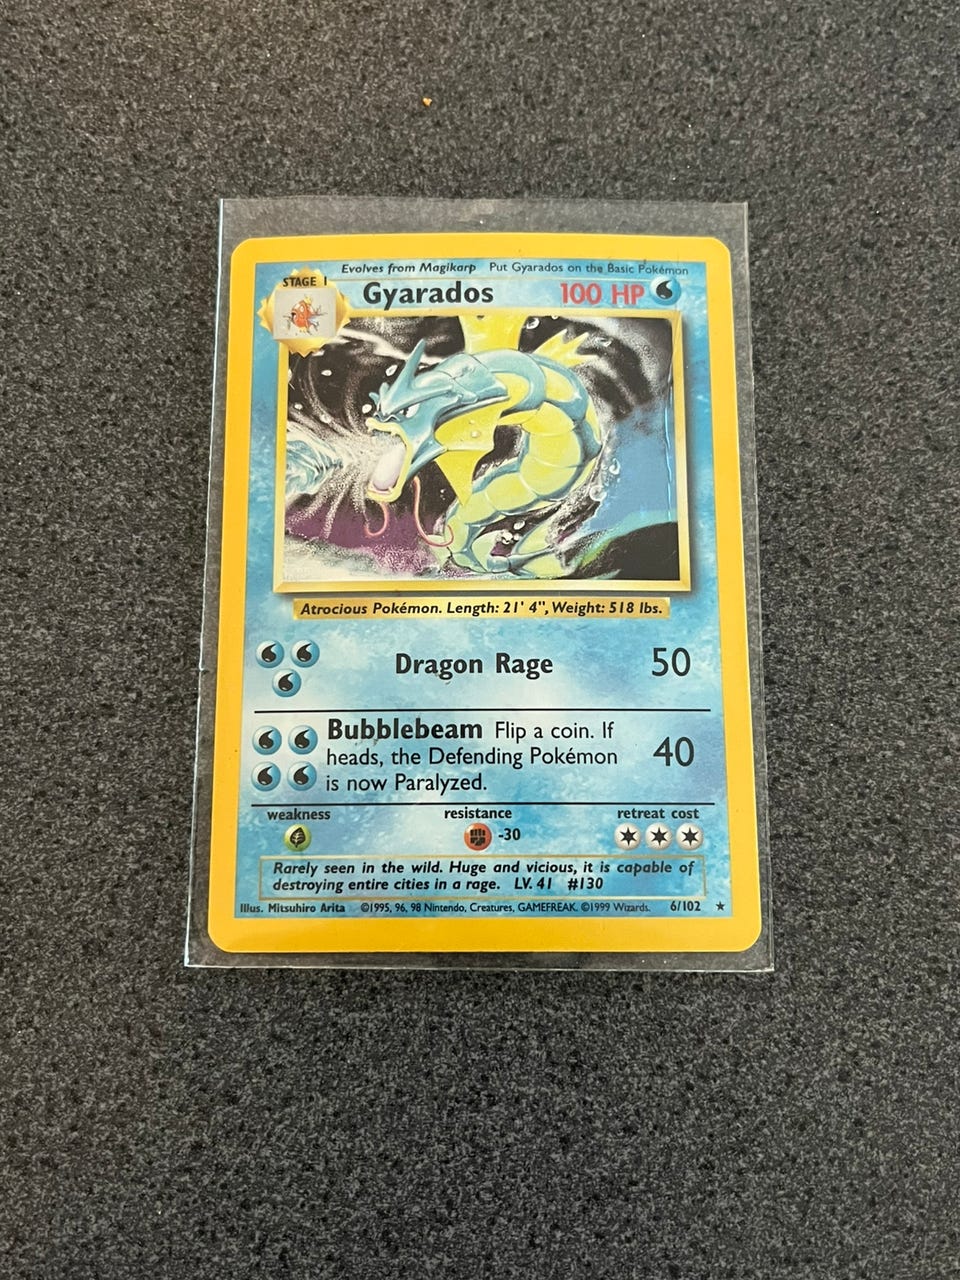 Evolves from Magikarp Put Gyarados on the Basic Pokémon
STAGE 1
Gyarados 100 HP
Atrocious Pokémon. Length: 21' 4", Weight: 518 lbs.
Dragon Rage 50
Bubblebeam Flip a coin. If
heads, the Defending Pokémon
is now Paralyzed.
40
weakness resistance retreat cost
-30
Rarely seen in the wild. Huge and vicious, it is capable of
destroying entire cities in a rage. LV. 41 #130
Illus. Mitsuhiro Arita ©1995, 96, 98 Nintendo, Creatures, GAMEFREAK. ©1999 Wizards. 6/102 ★